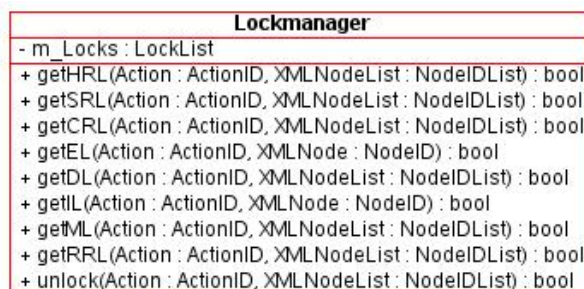 Lockmanager
- m_Locks : LockList
+ getHRL(Action : ActionID, XMLNodeList : NodeIDList) : bool
+ getSRL(Action : ActionID, XMLNodeList : NodeIDList) : bool
+ getCRL(Action : ActionID, XMLNodeList : NodeIDList) : bool
+ getEL(Action : ActionID, XMLNode : NodeID) : bool
+ getDL(Action : ActionID, XMLNodeList : NodeIDList) : bool
+ getIL(Action : ActionID, XMLNode : NodeID) : bool
+ getML(Action : ActionID, XMLNodeList : NodeIDList) : bool
+ getRRL(Action : ActionID, XMLNodeList : NodeIDList) : bool
+ unlock(Action : ActionID, XMLNodeList : NodeIDList) : bool